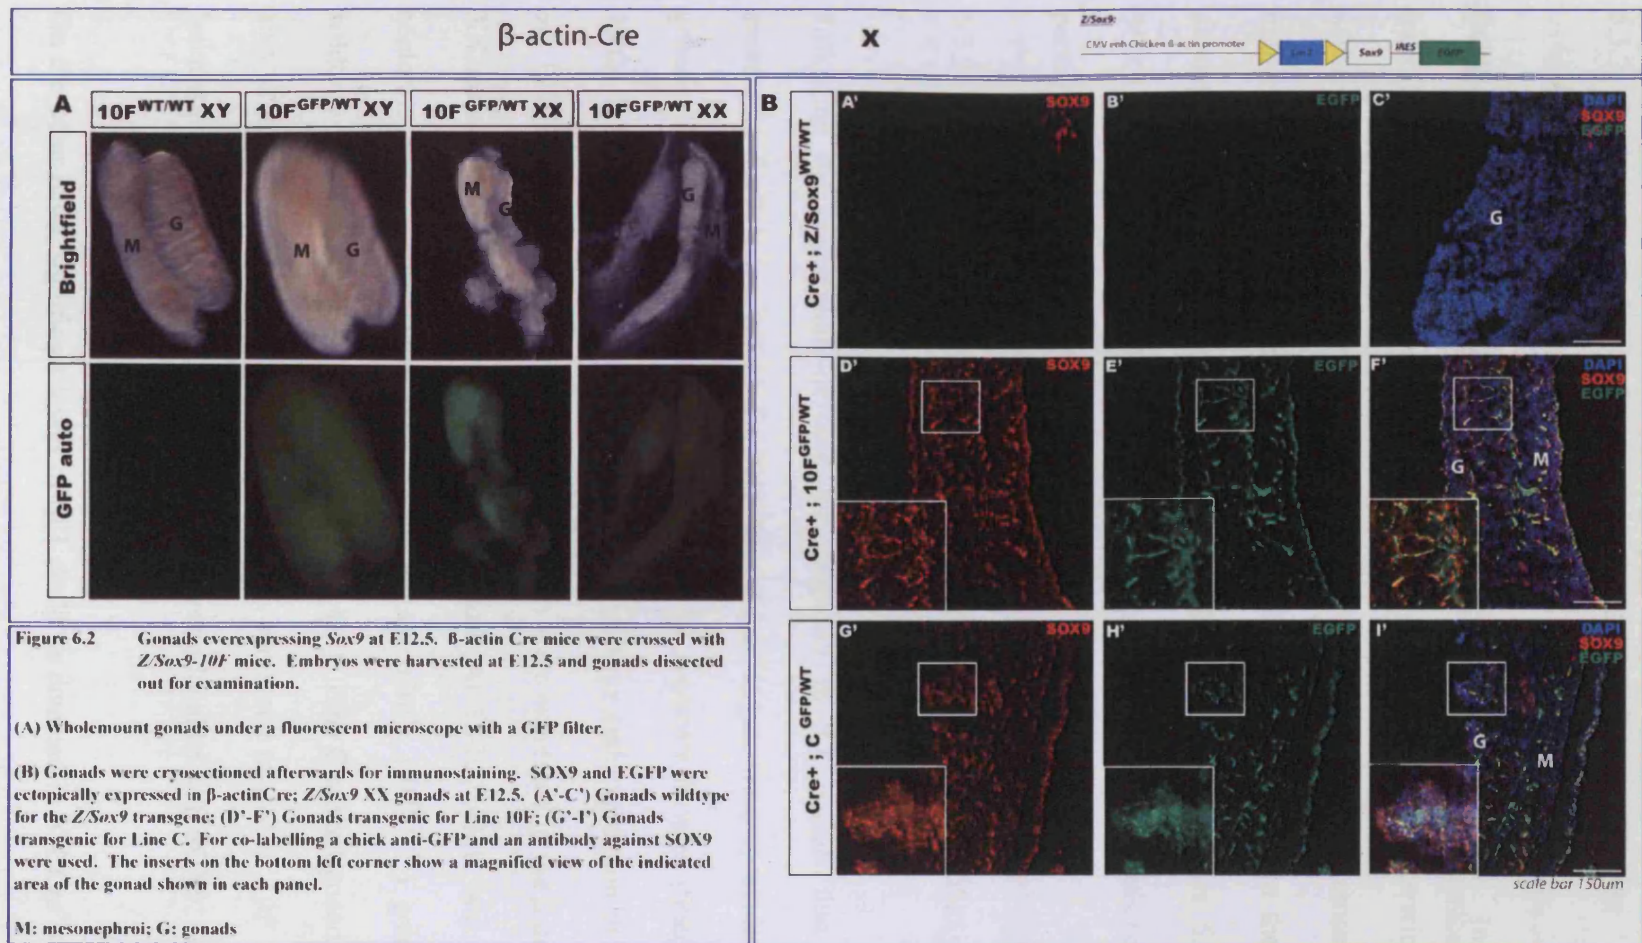 β-actin-Cre
X
Z/Sox9:
CMV enh Chicken ß-actin promoter
Sox9
IRES
EGFP
A
10F WT/WT XY
10F GFP/WT XY
10F GFP/WT XX
10F GFP/WT XX
Brightfield
M
G
M
G
M
G
G
M
GFP auto
B
Cre+ ; Z/Sox9 WT/WT
A'
SOX9
B'
EGFP
C'
DAPI
SOX9
EGFP
G
Cre+ ; 10F GFP/WT
D'
SOX9
E'
EGFP
F'
DAPI
SOX9
EGFP
G
M
Cre+ ; C GFP/WT
G'
SOX9
H'
EGFP
I'
DAPI
SOX9
EGFP
G
M
scale bar 150um
Figure 6.2 Gonads overexpressing Sox9 at E12.5. ß-actin Cre mice were crossed with
Z/Sox9-10F mice. Embryos were harvested at E12.5 and gonads dissected
out for examination.
(A) Wholemount gonads under a fluorescent microscope with a GFP filter.
(B) Gonads were cryosectioned afterwards for immunostaining. SOX9 and EGFP were
ectopically expressed in β-actinCre; Z/Sox9 XX gonads at E12.5. (A'-C') Gonads wildtype
for the Z/Sox9 transgene; (D'-F') Gonads transgenic for Line 10F; (G'-I') Gonads
transgenic for Line C. For co-labelling a chick anti-GFP and an antibody against SOX9
were used. The inserts on the bottom left corner show a magnified view of the indicated
area of the gonad shown in each panel.
M: mesonephroi; G: gonads